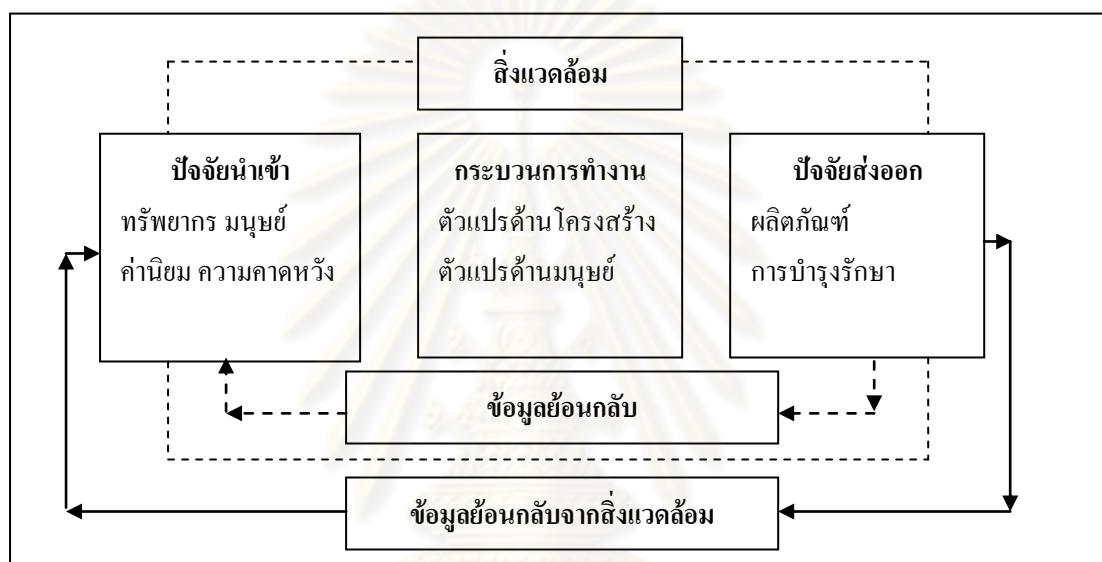 สิ่งแวดล้อม
ปัจจัยนำเข้า
ทรัพยากร มนุษย์
ค่านิยม ความคาดหวัง
กระบวนการทำงาน
ตัวแปรด้านโครงสร้าง
ตัวแปรด้านมนุษย์
ปัจจัยส่งออก
ผลิตภัณฑ์
การบำรุงรักษา
ข้อมูลย้อนกลับ
ข้อมูลย้อนกลับจากสิ่งแวดล้อม